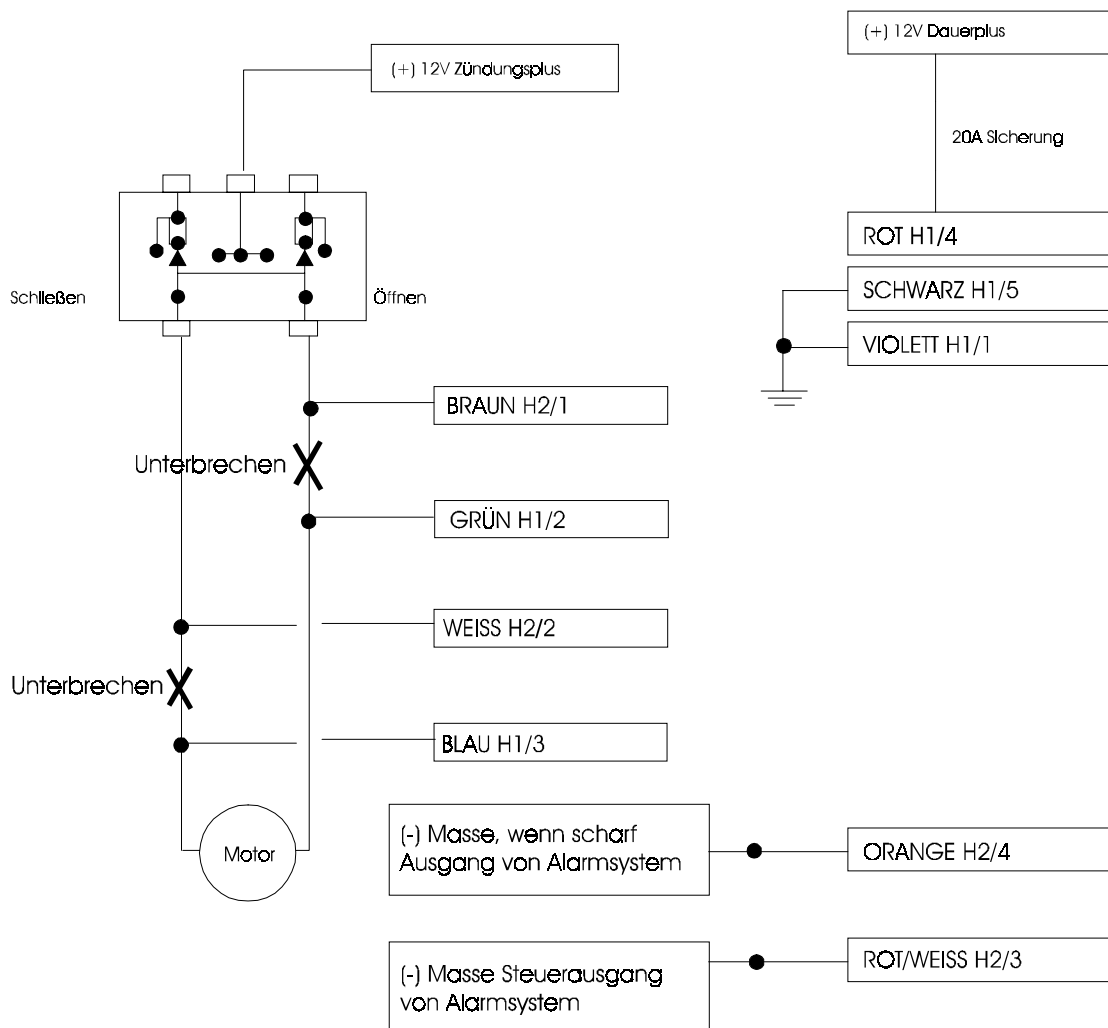 (+) 12V Dauerplus
(+) 12V Zündungsplus
20A Sicherung
ROT H1/4
SCHWARZ H1/5
VIOLETT H1/1
Schließen
Öffnen
BRAUN H2/1
Unterbrechen
GRÜN H1/2
WEISS H2/2
Unterbrechen
BLAU H1/3
Motor
(-) Masse, wenn scharf
Ausgang von Alarmsystem
ORANGE H2/4
(-) Masse Steuerausgang
von Alarmsystem
ROT/WEISS H2/3